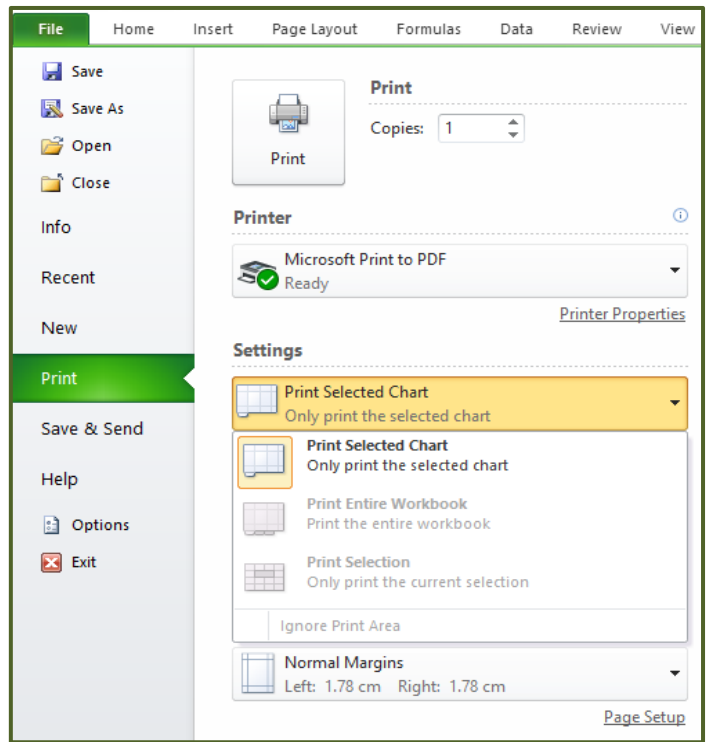 File Home Insert Page Layout Formulas Data Review View
Save
Save As
Open
Close
Info
Recent
New
Print
Save & Send
Help
Options
Exit
Print
Print
Copies: 1
Printer
Microsoft Print to PDF
Ready
Printer Properties
Settings
Print Selected Chart
Only print the selected chart
Print Selected Chart
Only print the selected chart
Print Entire Workbook
Print the entire workbook
Print Selection
Only print the current selection
Ignore Print Area
Normal Margins
Left: 1.78 cm Right: 1.78 cm
Page Setup